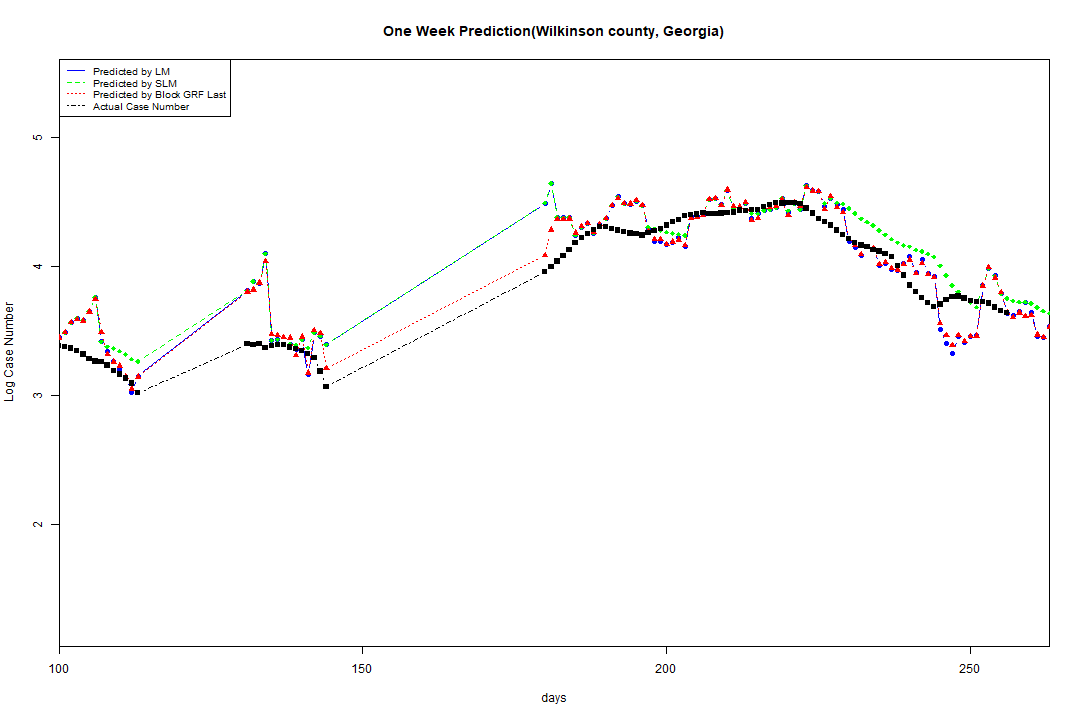 One Week Prediction(Wilkinson county, Georgia)
Predicted by LM
Predicted by SLM
Predicted by Block GRF Last
Actual Case Number
5
4
3
2
Log Case Number
100 150 200 250
days